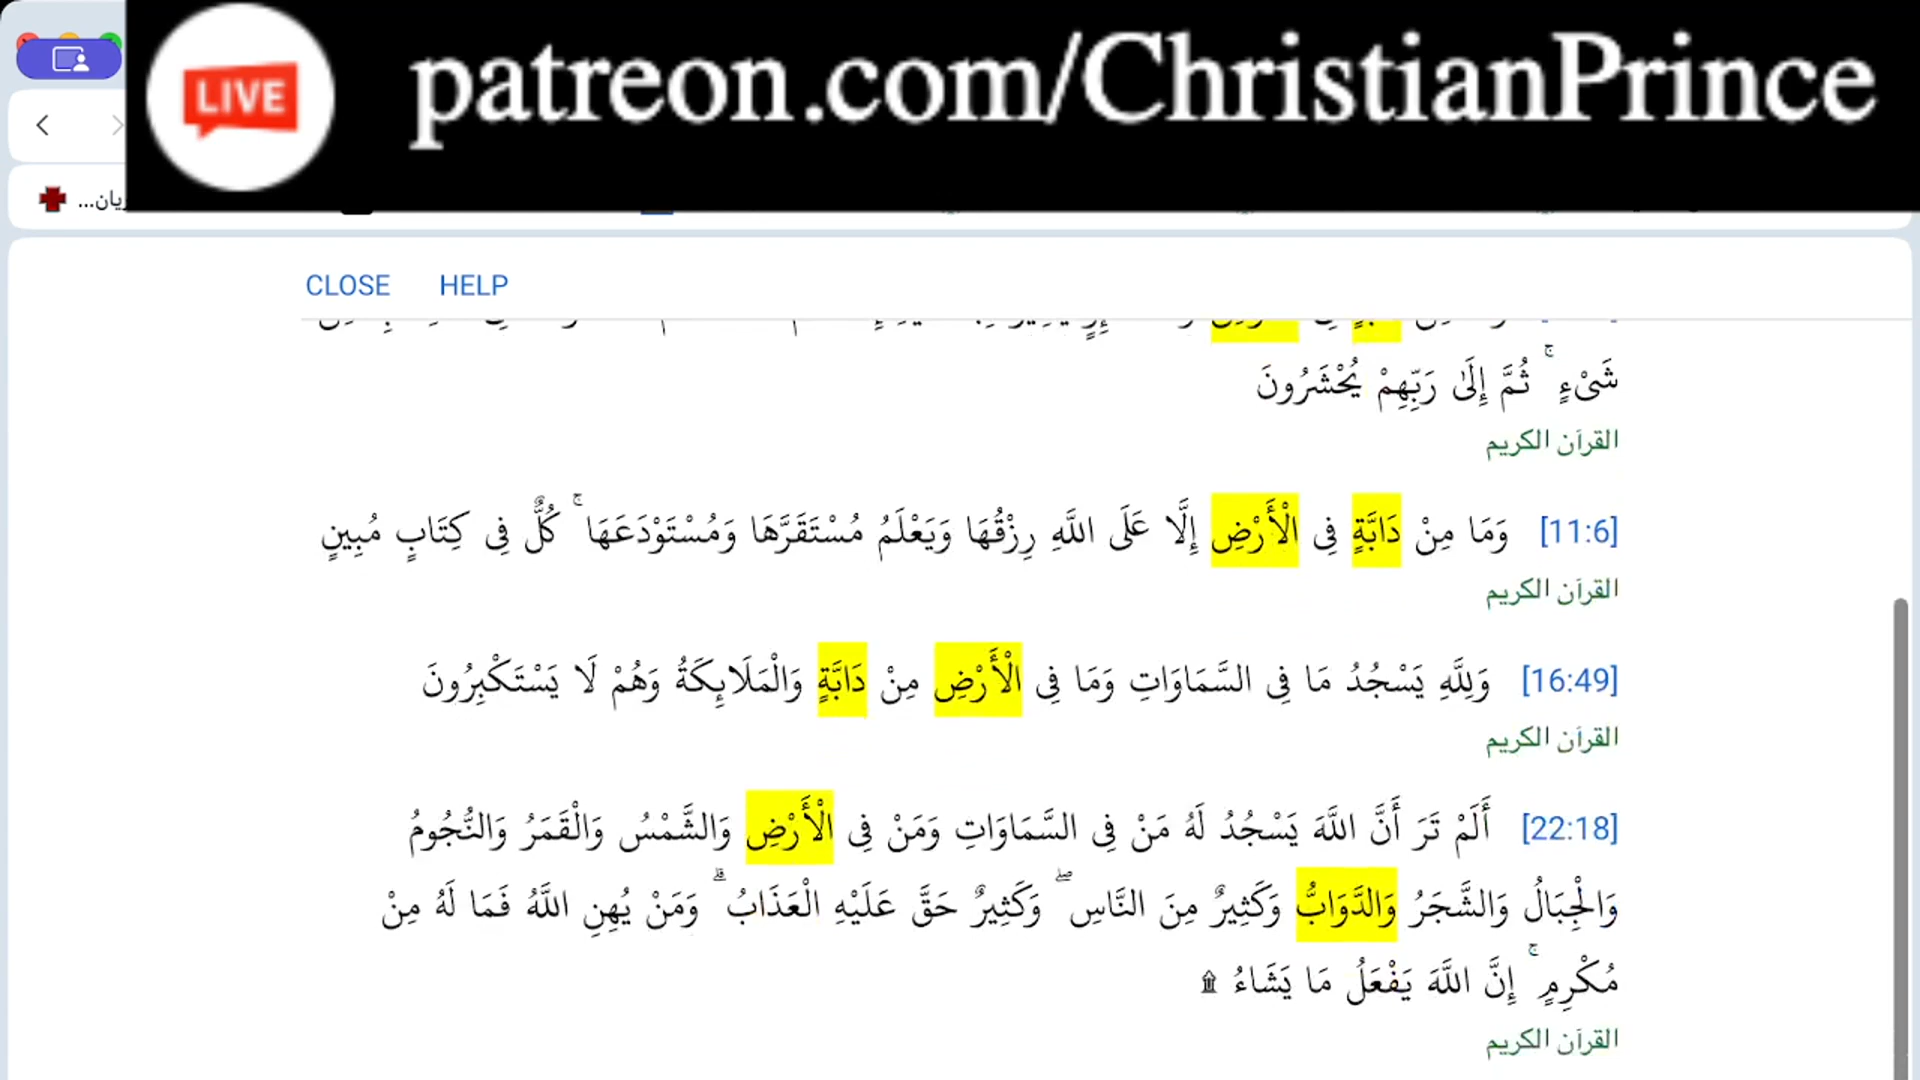 LIVE
patreon.com/ChristianPrince
CLOSE HELP
شَىْءٍ ۚ ثُمَّ إِلَىٰ رَبِّهِمْ يُحْشَرُونَ
القرآن الكريم
[11:6] وَمَا مِنْ دَابَّةٍ فِى الْأَرْضِ إِلَّا عَلَى اللَّهِ رِزْقُهَا وَيَعْلَمُ مُسْتَقَرَّهَا وَمُسْتَوْدَعَهَا ۚ كُلٌّ فِى كِتَابٍ مُبِينٍ
القرآن الكريم
[16:49] وَلِلَّهِ يَسْجُدُ مَا فِى السَّمَاوَاتِ وَمَا فِى الْأَرْضِ مِنْ دَابَّةٍ وَالْمَلَائِكَةُ وَهُمْ لَا يَسْتَكْبِرُونَ
القرآن الكريم
[22:18] أَلَمْ تَرَ أَنَّ اللَّهَ يَسْجُدُ لَهُ مَنْ فِى السَّمَاوَاتِ وَمَنْ فِى الْأَرْضِ وَالشَّمْسُ وَالْقَمَرُ وَالنُّجُومُ
وَالْجِبَالُ وَالشَّجَرُ وَالدَّوَابُّ وَكَثِيرٌ مِنَ النَّاسِ ۖ وَكَثِيرٌ حَقَّ عَلَيْهِ الْعَذَابُ ۗ وَمَنْ يُهِنِ اللَّهُ فَمَا لَهُ مِنْ
مُكْرِمٍ ۚ إِنَّ اللَّهَ يَفْعَلُ مَا يَشَاءُ ۩
القرآن الكريم